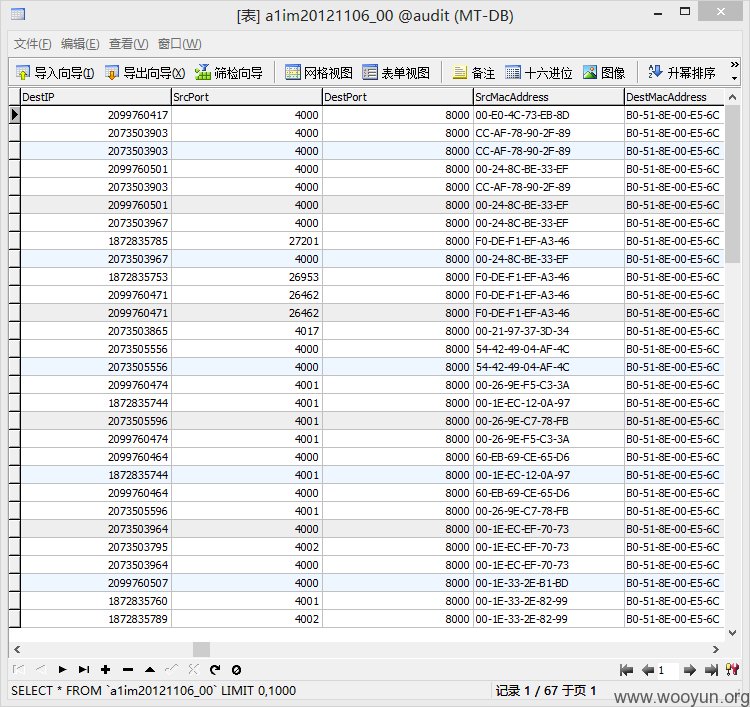 [表] a1im20121106_00 @audit (MT-DB)
文件(F) 编辑(E) 查看(V) 窗口(W)
导入向导(I) 导出向导(X) 筛检向导 网格视图 表单视图 备注 十六进位 图像 升幂排序 »
DestIP SrcPort DestPort SrcMacAddress DestMacAddress
2099760417 4000 8000 00-E0-4C-73-EB-8D B0-51-8E-00-E5-6C
2073503903 4000 8000 CC-AF-78-90-2F-89 B0-51-8E-00-E5-6C
2073503903 4000 8000 CC-AF-78-90-2F-89 B0-51-8E-00-E5-6C
2099760501 4000 8000 00-24-8C-BE-33-EF B0-51-8E-00-E5-6C
2073503903 4000 8000 CC-AF-78-90-2F-89 B0-51-8E-00-E5-6C
2099760501 4000 8000 00-24-8C-BE-33-EF B0-51-8E-00-E5-6C
2073503967 4000 8000 00-24-8C-BE-33-EF B0-51-8E-00-E5-6C
1872835785 27201 8000 F0-DE-F1-EF-A3-46 B0-51-8E-00-E5-6C
2073503967 4000 8000 00-24-8C-BE-33-EF B0-51-8E-00-E5-6C
1872835753 26953 8000 F0-DE-F1-EF-A3-46 B0-51-8E-00-E5-6C
2099760471 26462 8000 F0-DE-F1-EF-A3-46 B0-51-8E-00-E5-6C
2099760471 26462 8000 F0-DE-F1-EF-A3-46 B0-51-8E-00-E5-6C
2073503865 4017 8000 00-21-97-37-3D-34 B0-51-8E-00-E5-6C
2073505556 4000 8000 54-42-49-04-AF-4C B0-51-8E-00-E5-6C
2073505556 4000 8000 54-42-49-04-AF-4C B0-51-8E-00-E5-6C
2099760474 4001 8000 00-26-9E-F5-C3-3A B0-51-8E-00-E5-6C
1872835744 4001 8000 00-1E-EC-12-0A-97 B0-51-8E-00-E5-6C
2073505596 4001 8000 00-26-9E-C7-78-FB B0-51-8E-00-E5-6C
2099760474 4001 8000 00-26-9E-F5-C3-3A B0-51-8E-00-E5-6C
2099760464 4000 8000 60-EB-69-CE-65-D6 B0-51-8E-00-E5-6C
1872835744 4001 8000 00-1E-EC-12-0A-97 B0-51-8E-00-E5-6C
2099760464 4000 8000 60-EB-69-CE-65-D6 B0-51-8E-00-E5-6C
2073505596 4001 8000 00-26-9E-C7-78-FB B0-51-8E-00-E5-6C
2073503964 4000 8000 00-1E-EC-EF-70-73 B0-51-8E-00-E5-6C
2073503795 4002 8000 00-1E-EC-EF-70-73 B0-51-8E-00-E5-6C
2073503964 4000 8000 00-1E-EC-EF-70-73 B0-51-8E-00-E5-6C
2099760507 4000 8000 00-1E-33-2E-B1-BD B0-51-8E-00-E5-6C
1872835760 4001 8000 00-1E-33-2E-82-99 B0-51-8E-00-E5-6C
1872835789 4002 8000 00-1E-33-2E-82-99 B0-51-8E-00-E5-6C
1
SELECT * FROM `a1im20121106_00` LIMIT 0,1000 记录 1 / 67 于页 1
www.wooyun.org